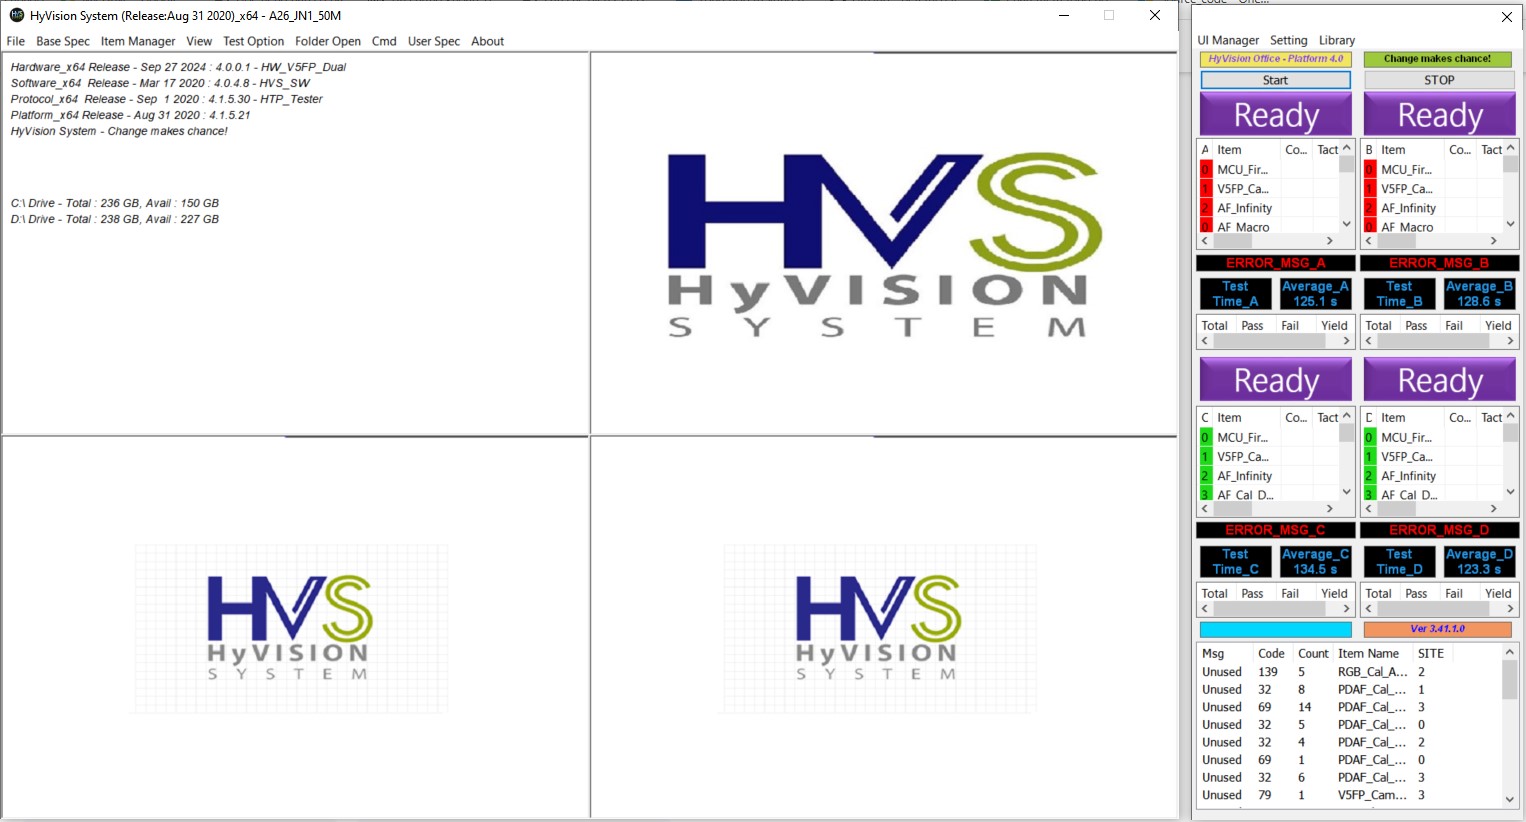 HyVision System (Release:Aug 31 2020)_x64 - A26_JN1_50M
File Base Spec Item Manager View Test Option Folder Open Cmd User Spec About
Hardware_x64 Release - Sep 27 2024 : 4.0.0.1 - HW_V5FP_Dual
Software_x64 Release - Mar 17 2020 : 4.0.4.8 - HVS_SW
Protocol_x64 Release - Sep 1 2020 : 4.1.5.30 - HTP_Tester
Platform_x64 Release - Aug 31 2020 : 4.1.5.21
HyVision System - Change makes chance!
C:\ Drive - Total : 236 GB, Avail : 150 GB
D:\ Drive - Total : 238 GB, Avail : 227 GB
HVS
HyVISION
SYSTEM
HVS
HyVISION
SYSTEM
HVS
HyVISION
SYSTEM
UI Manager Setting Library
HyVision Office - Platform 4.0 Change makes chance!
Start STOP
Ready Ready
A Item Co... Tact B Item Co... Tact
0 MCU_Fir... 0 MCU_Fir...
1 V5FP_Ca... 1 V5FP_Ca...
2 AF_Infinity 2 AF_Infinity
0 AF_Macro 0 AF_Macro
ERROR_MSG_A ERROR_MSG_B
Test Average_A Test Average_B
Time_A 125.1 s Time_B 128.6 s
Total Pass Fail Yield Total Pass Fail Yield
Ready Ready
C Item Co... Tact D Item Co... Tact
0 MCU_Fir... 0 MCU_Fir...
1 V5FP_Ca... 1 V5FP_Ca...
2 AF_Infinity 2 AF_Infinity
3 AF_Cal_D... 3 AF_Cal_D...
ERROR_MSG_C ERROR_MSG_D
Test Average_C Test Average_D
Time_C 134.5 s Time_D 123.3 s
Total Pass Fail Yield Total Pass Fail Yield
Ver 3.41.1.0
Msg Code Count Item Name SITE
Unused 139 5 RGB_Cal_A... 2
Unused 32 8 PDAF_Cal_... 1
Unused 69 14 PDAF_Cal_... 3
Unused 32 5 PDAF_Cal_... 0
Unused 32 4 PDAF_Cal_... 2
Unused 69 1 PDAF_Cal_... 0
Unused 32 6 PDAF_Cal_... 3
Unused 79 1 V5FP_Cam... 3